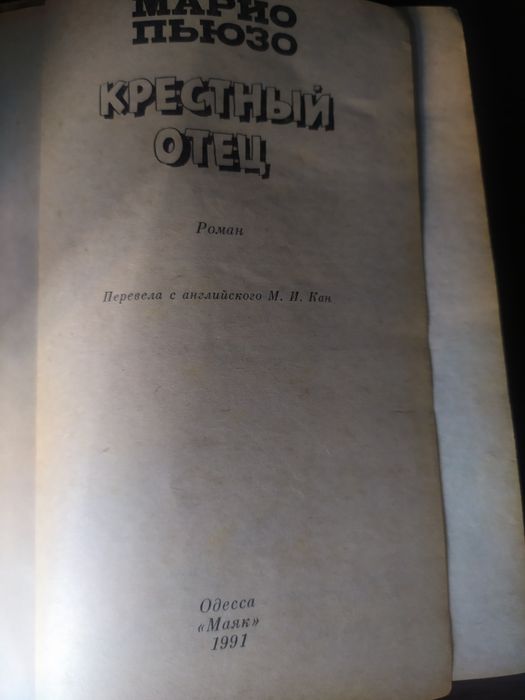 МАРИО
ПЬЮЗО
КРЕСТНЫЙ
ОТЕЦ
Роман
Перевела с английского М. И. Кан
Одесса
«Маяк»
1991